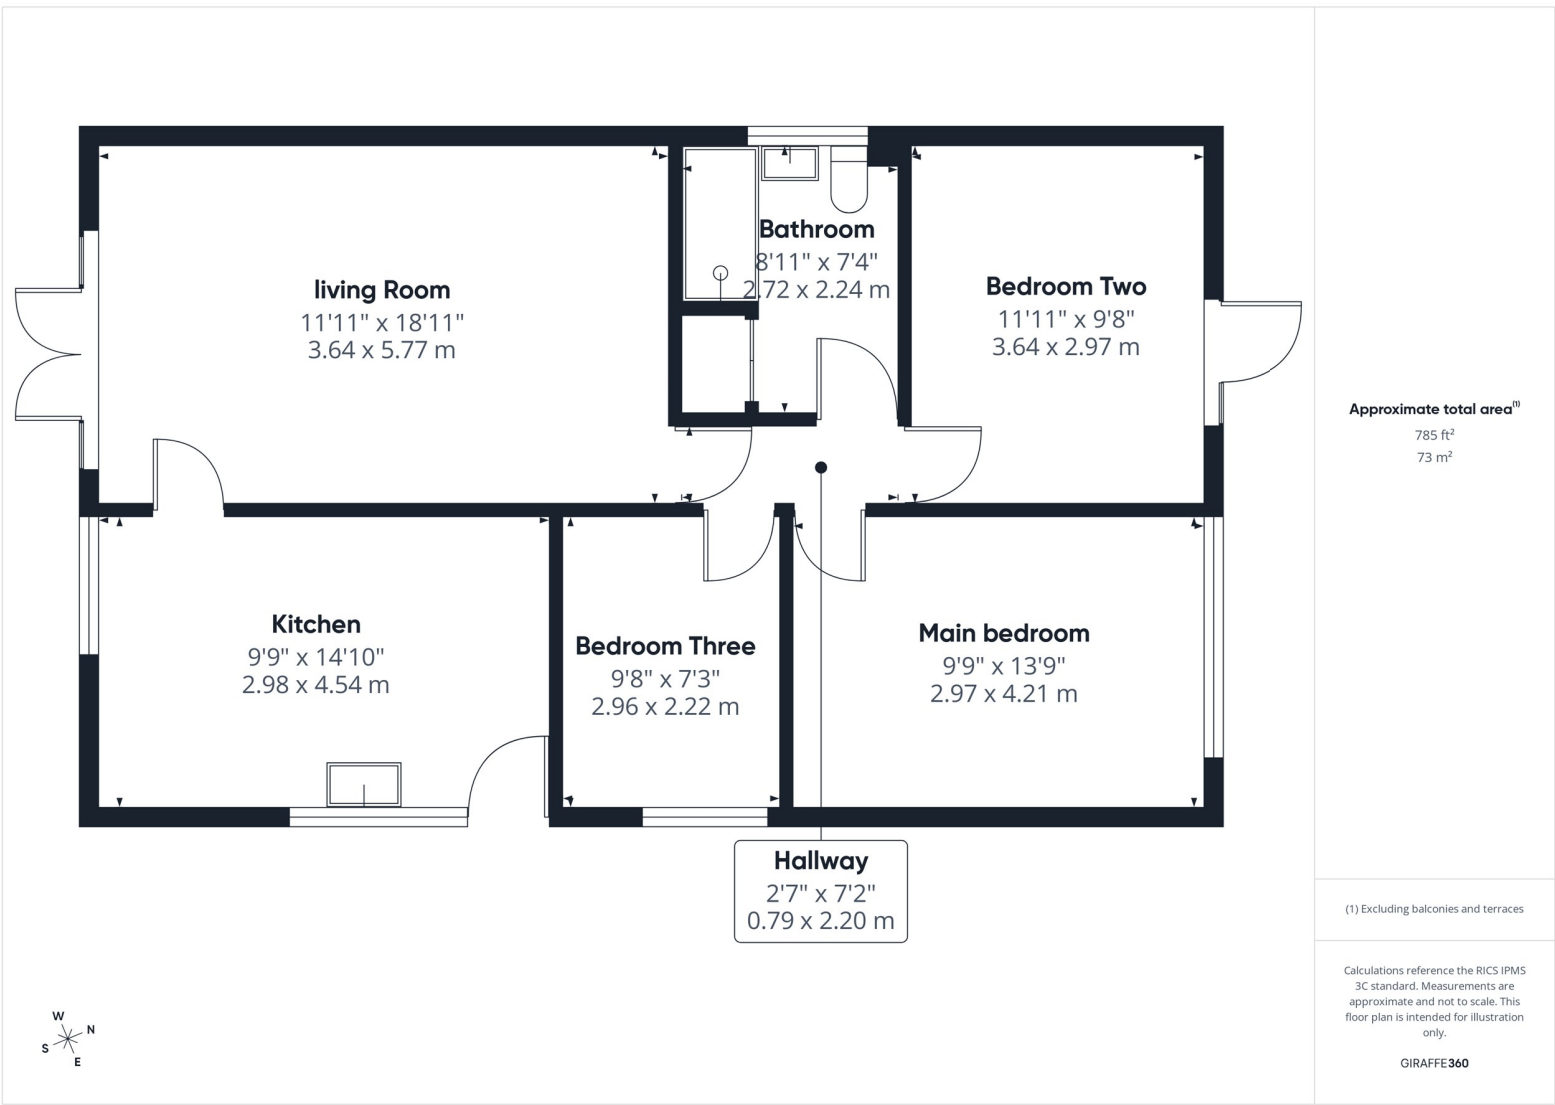 living Room
11'11" x 18'11"
3.64 x 5.77 m
Bathroom
8'11" x 7'4"
2.72 x 2.24 m
Bedroom Two
11'11" x 9'8"
3.64 x 2.97 m
Kitchen
9'9" x 14'10"
2.98 x 4.54 m
Bedroom Three
9'8" x 7'3"
2.96 x 2.22 m
Main bedroom
9'9" x 13'9"
2.97 x 4.21 m
Hallway
2'7" x 7'2"
0.79 x 2.20 m
W
N
S
E
Approximate total area(1)
785 ft²
73 m²
(1) Excluding balconies and terraces
Calculations reference the RICS IPMS
3C standard. Measurements are
approximate and not to scale. This
floor plan is intended for illustration
only.
GIRAFFE360